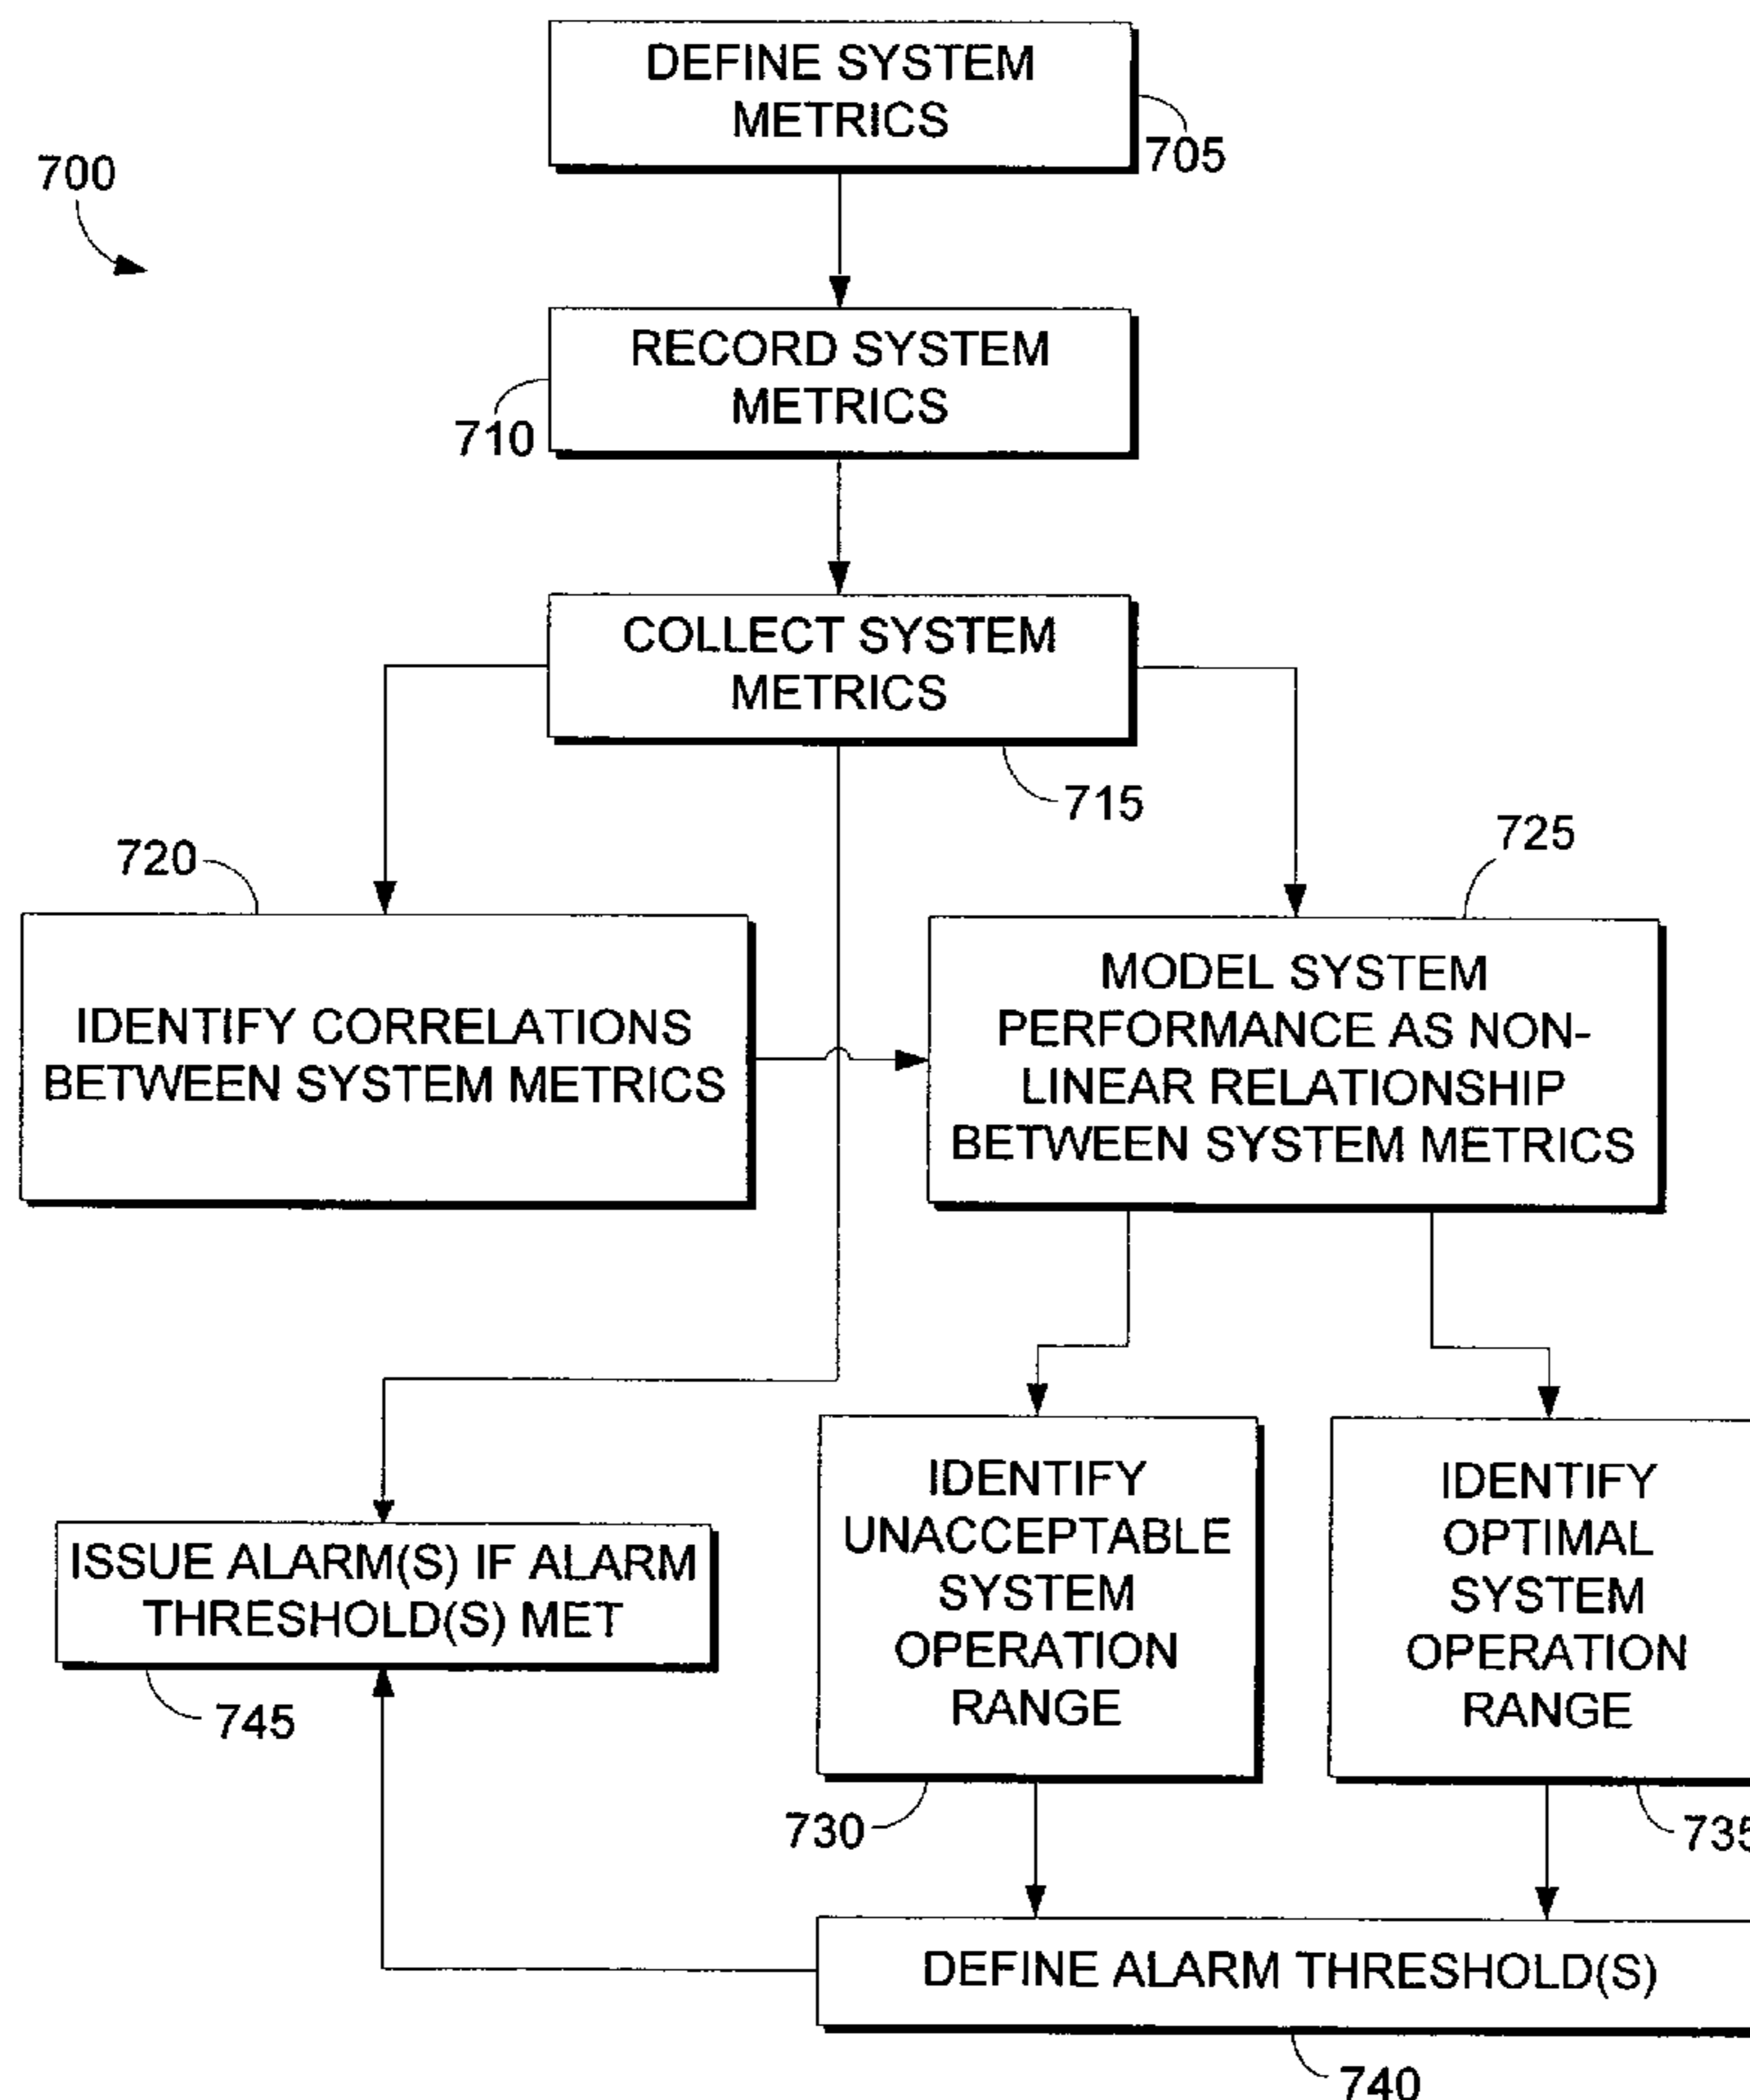 DEFINE SYSTEM
METRICS
705
700
RECORD SYSTEM
METRICS
710
COLLECT SYSTEM
METRICS
715
720
725
IDENTIFY CORRELATIONS
BETWEEN SYSTEM METRICS
MODEL SYSTEM
PERFORMANCE AS NON-
LINEAR RELATIONSHIP
BETWEEN SYSTEM METRICS
IDENTIFY
UNACCEPTABLE
SYSTEM
OPERATION
RANGE
730
IDENTIFY
OPTIMAL
SYSTEM
OPERATION
RANGE
735
ISSUE ALARM(S) IF ALARM
THRESHOLD(S) MET
745
DEFINE ALARM THRESHOLD(S)
740